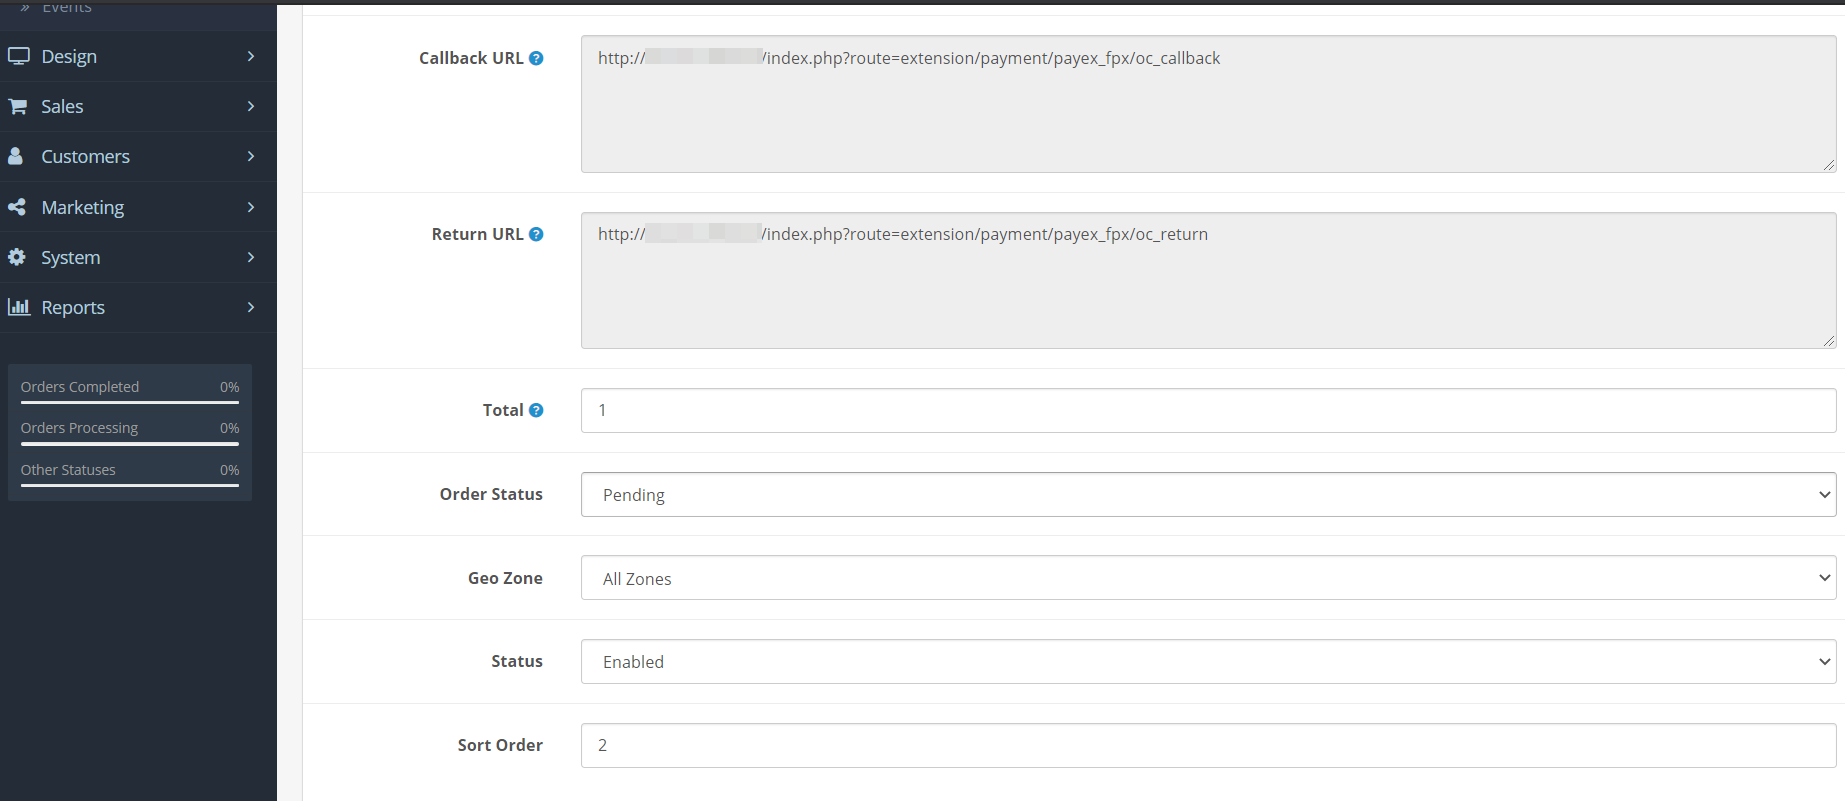 Events
Design
Sales
Customers
Marketing
System
Reports
Orders Completed 0%
Orders Processing 0%
Other Statuses 0%
Callback URL http:// /index.php?route=extension/payment/payex_fpx/oc_callback
Return URL http:// /index.php?route=extension/payment/payex_fpx/oc_return
Total 1
Order Status Pending
Geo Zone All Zones
Status Enabled
Sort Order 2